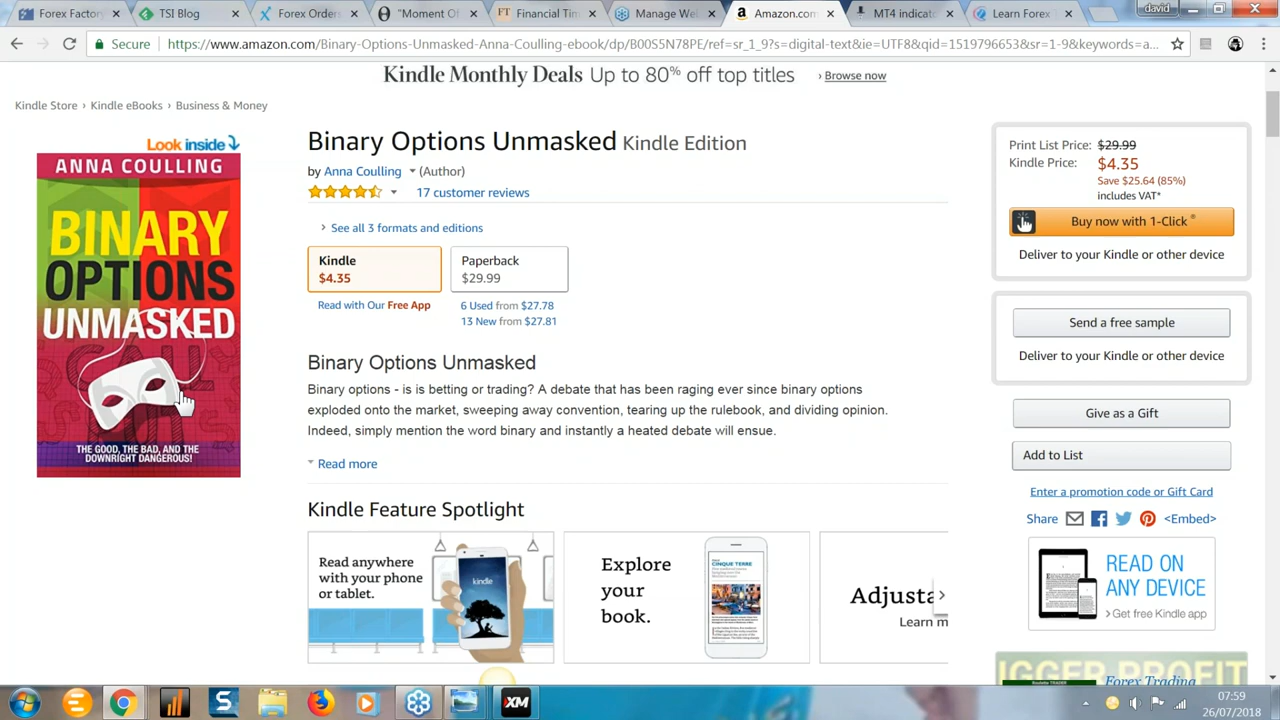 Forex Factory
TSI Blog
Forex Orders
"Moment Of
Financial Tim
Manage We
Amazon.com
MT4 indicat
Learn Forex
david
Secure
https://www.amazon.com/Binary-Options-Unmasked-Anna-Coulling-ebook/dp/B00S5N78PE/ref=sr_1_9?s=digital-text&ie=UTF8&qid=1519796653&sr=1-9&keywords=a...
Kindle Monthly Deals Up to 80% off top titles › Browse now
Kindle Store › Kindle eBooks › Business & Money
Look inside
ANNA COULLING
BINARY
OPTIONS
UNMASKED
CALL
THE GOOD, THE BAD, AND THE
DOWNRIGHT DANGEROUS!
Binary Options Unmasked Kindle Edition
by Anna Coulling (Author)
17 customer reviews
› See all 3 formats and editions
Kindle
$4.35
Paperback
$29.99
Read with Our Free App
6 Used from $27.78
13 New from $27.81
Binary Options Unmasked
Binary options - is is betting or trading? A debate that has been raging ever since binary options
exploded onto the market, sweeping away convention, tearing up the rulebook, and dividing opinion.
Indeed, simply mention the word binary and instantly a heated debate will ensue.
Read more
Kindle Feature Spotlight
Read anywhere
with your phone
or tablet.
kindle
Explore
your
book.
CINQUE TERRE
Adjusta
Learn m
Print List Price: $29.99
Kindle Price: $4.35
Save $25.64 (85%)
includes VAT*
Buy now with 1-Click ®
Deliver to your Kindle or other device
Send a free sample
Deliver to your Kindle or other device
Give as a Gift
Add to List
Enter a promotion code or Gift Card
Share <Embed>
READ ON
ANY DEVICE
› Get free Kindle app
IGGER-PROFIT
Forex Trading
XM
07:59
26/07/2018